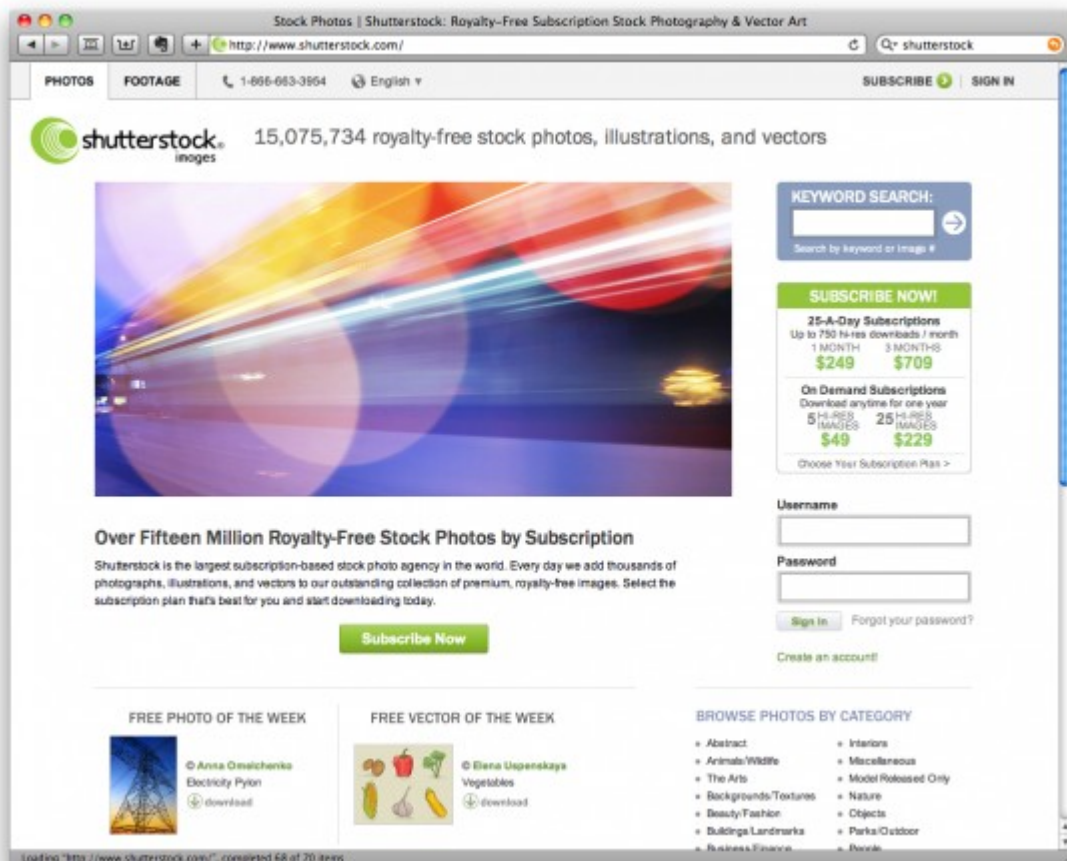 Stock Photos | Shutterstock: Royalty-Free Subscription Stock Photography & Vector Art
http://www.shutterstock.com/
shutterstock
PHOTOS FOOTAGE 1-866-663-3954 English SUBSCRIBE SIGN IN
shutterstock
images
15,075,734 royalty-free stock photos, illustrations, and vectors
KEYWORD SEARCH:
Search by keyword or image #
SUBSCRIBE NOW!
25-A-Day Subscriptions
Up to 750 hi-res downloads / month
1 MONTH 3 MONTHS
$249 $709
On Demand Subscriptions
Download anytime for one year
5 HI-RES IMAGES 25 HI-RES IMAGES
$49 $229
Choose Your Subscription Plan >
Username
Password
Sign In Forgot your password?
Create an account!
Over Fifteen Million Royalty-Free Stock Photos by Subscription
Shutterstock is the largest subscription-based stock photo agency in the world. Every day we add thousands of
photographs, illustrations, and vectors to our outstanding collection of premium, royalty-free images. Select the
subscription plan that's best for you and start downloading today.
Subscribe Now
FREE PHOTO OF THE WEEK
© Anna Omelchenko
Electricity Pylon
download
FREE VECTOR OF THE WEEK
© Elena Uspenskaya
Vegetables
download
BROWSE PHOTOS BY CATEGORY
Abstract
Animals/Wildlife
The Arts
Backgrounds/Textures
Beauty/Fashion
Buildings/Landmarks
Business/Finance
Interiors
Miscellaneous
Model Released Only
Nature
Objects
Parks/Outdoor
People
Loading "http://www.shutterstock.com/", completed 68 of 70 items